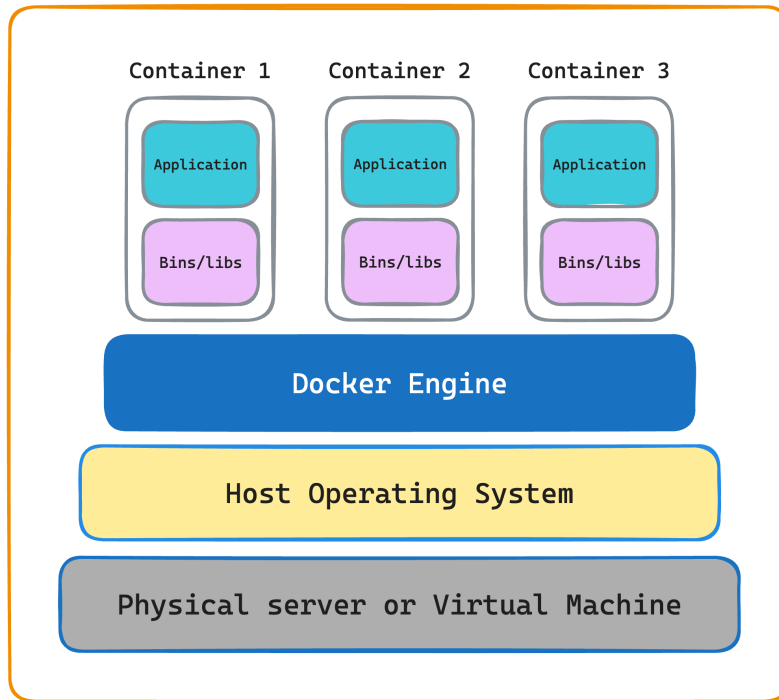 Container 1
Container 2
Container 3
Application
Application
Application
Bins/libs
Bins/libs
Bins/libs
Docker Engine
Host Operating System
Physical server or Virtual Machine